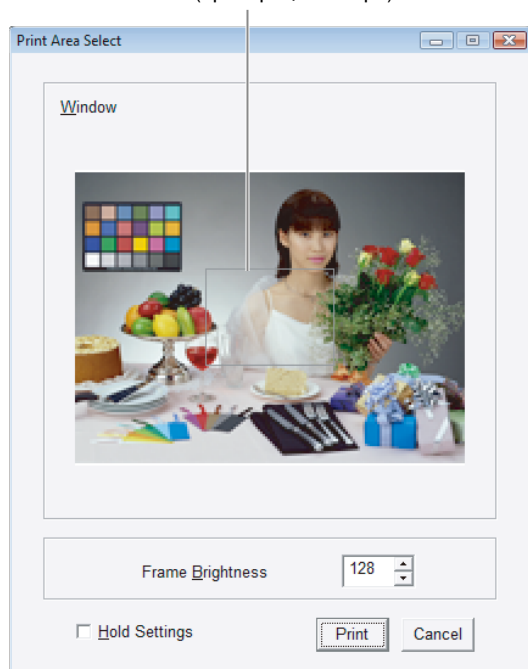 Print Area Select
Window
Frame Brightness
128
Hold Settings
Print
Cancel